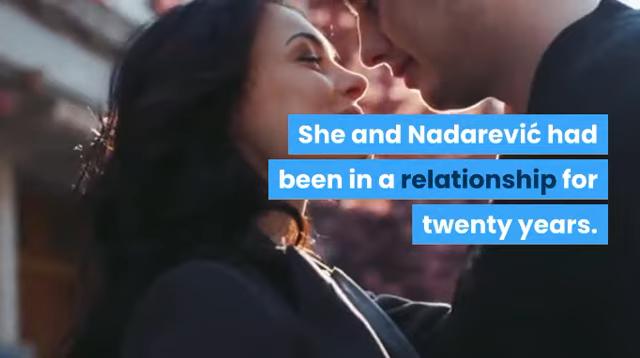 She and Nadarević had
been in a relationship for
twenty years.